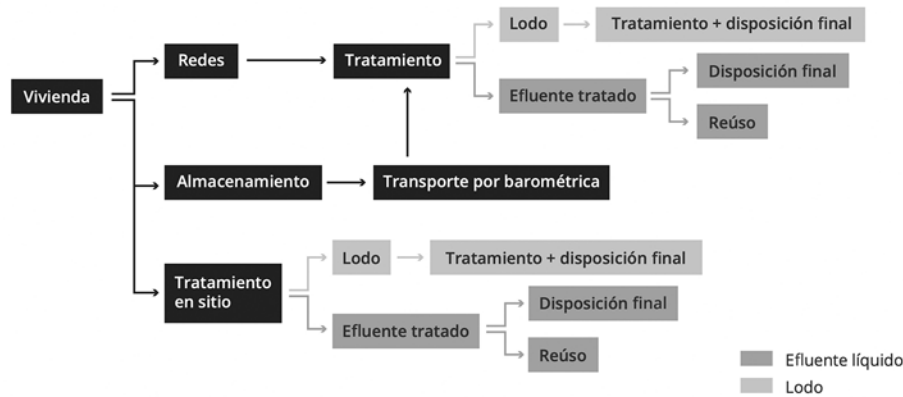 Lodo
Tratamiento + disposición final
Redes
Tratamiento
Disposición final
Vivienda
Efluente tratado
Reúso
Almacenamiento
Transporte por barométrica
Lodo
Tratamiento + disposición final
Tratamiento
en sitio
Disposición final
Efluente tratado
Reúso
Efluente líquido
Lodo